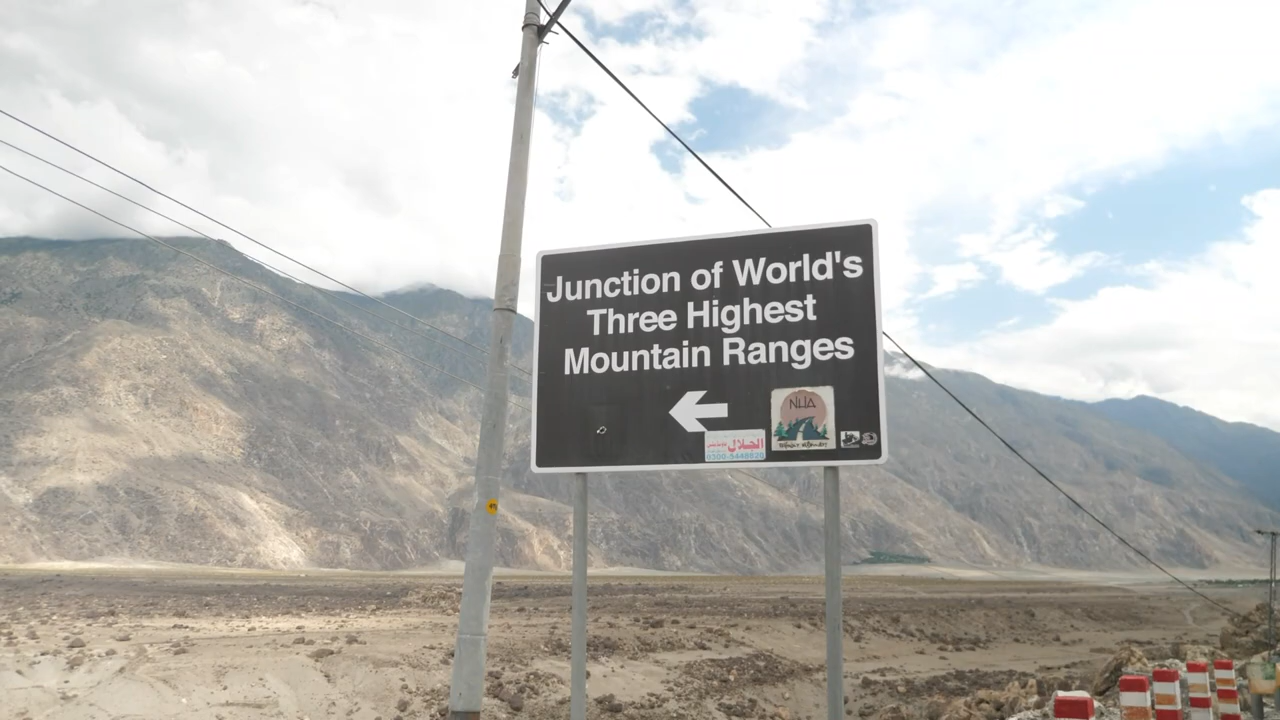 Junction of World's
Three Highest
Mountain Ranges
NHA
الجلال